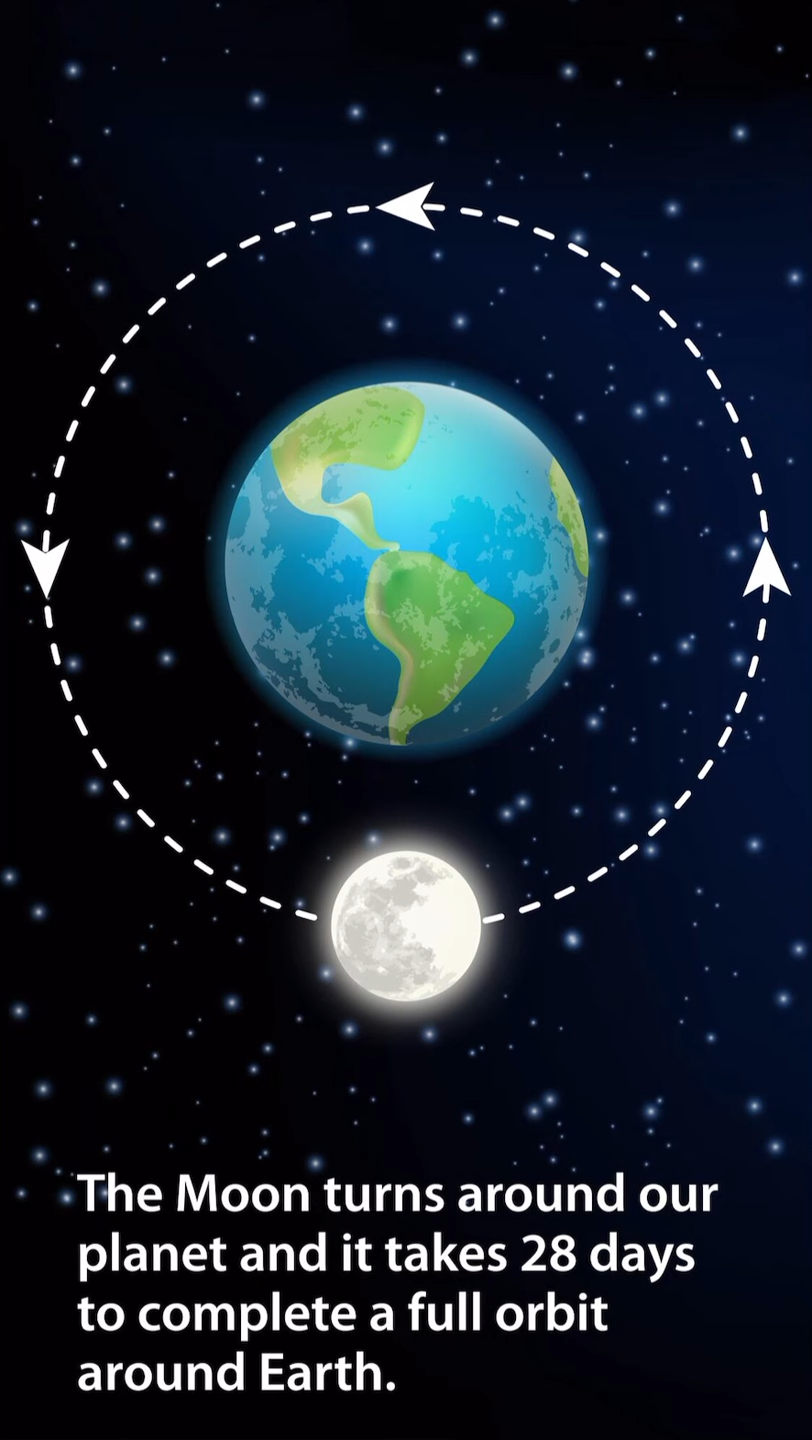 The Moon turns around our
planet and it takes 28 days
to complete a full orbit
around Earth.